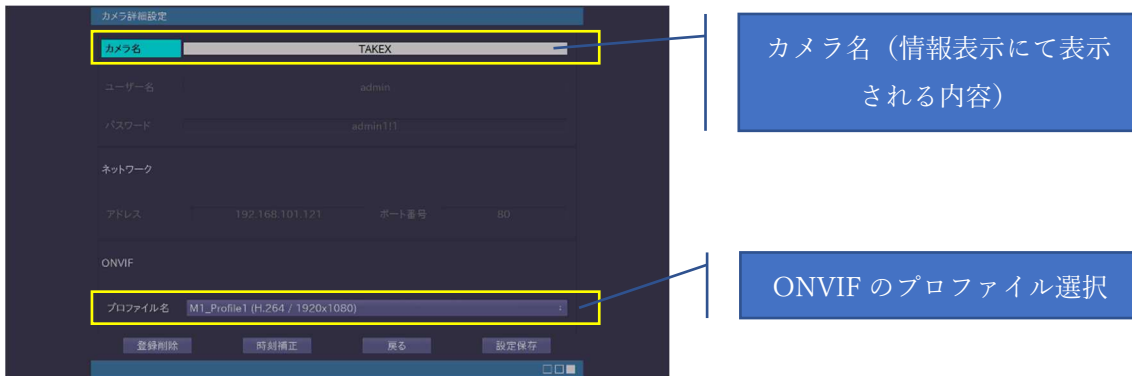 カメラ詳細設定
カメラ名 TAKEX
ユーザー名 admin
パスワード admin1!1
ネットワーク
アドレス 192.168.101.121 ポート番号 80
ONVIF
プロファイル名 M1_Profile1 (H.264 / 1920x1080)
登録削除 時刻補正 戻る 設定保存
カメラ名（情報表示にて表示
される内容）
ONVIF のプロファイル選択